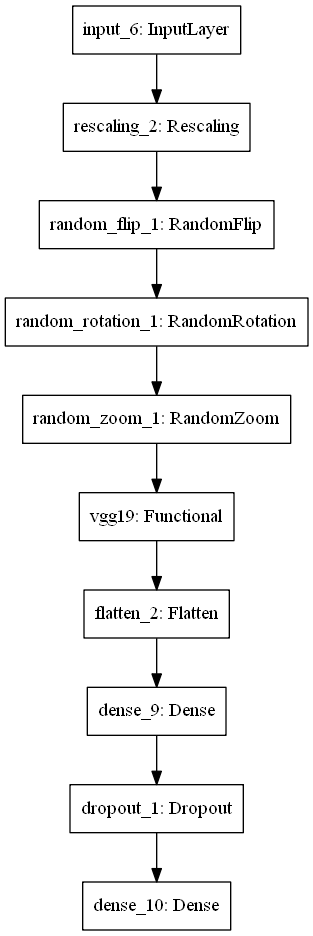 input_6: InputLayer
rescaling_2: Rescaling
random_flip_1: RandomFlip
random_rotation_1: RandomRotation
random_zoom_1: RandomZoom
vgg19: Functional
flatten_2: Flatten
dense_9: Dense
dropout_1: Dropout
dense_10: Dense